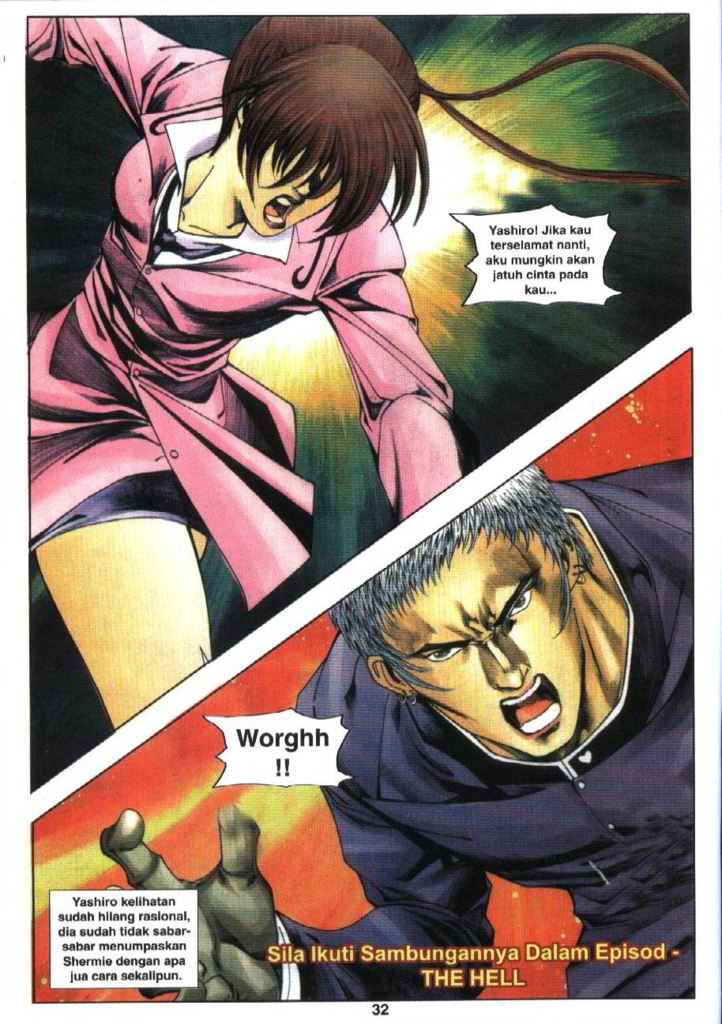 Yashiro! Jika kau
terselamat nanti,
aku mungkin akan
jatuh cinta pada
kau...
Worghh
!!
Yashiro kelihatan
sudah hilang rasional,
dia sudah tidak sabar-
sabar menumpaskan
Shermie dengan apa
jua cara sekalipun.
Sila Ikuti Sambungannya Dalam Episod -
THE HELL
32